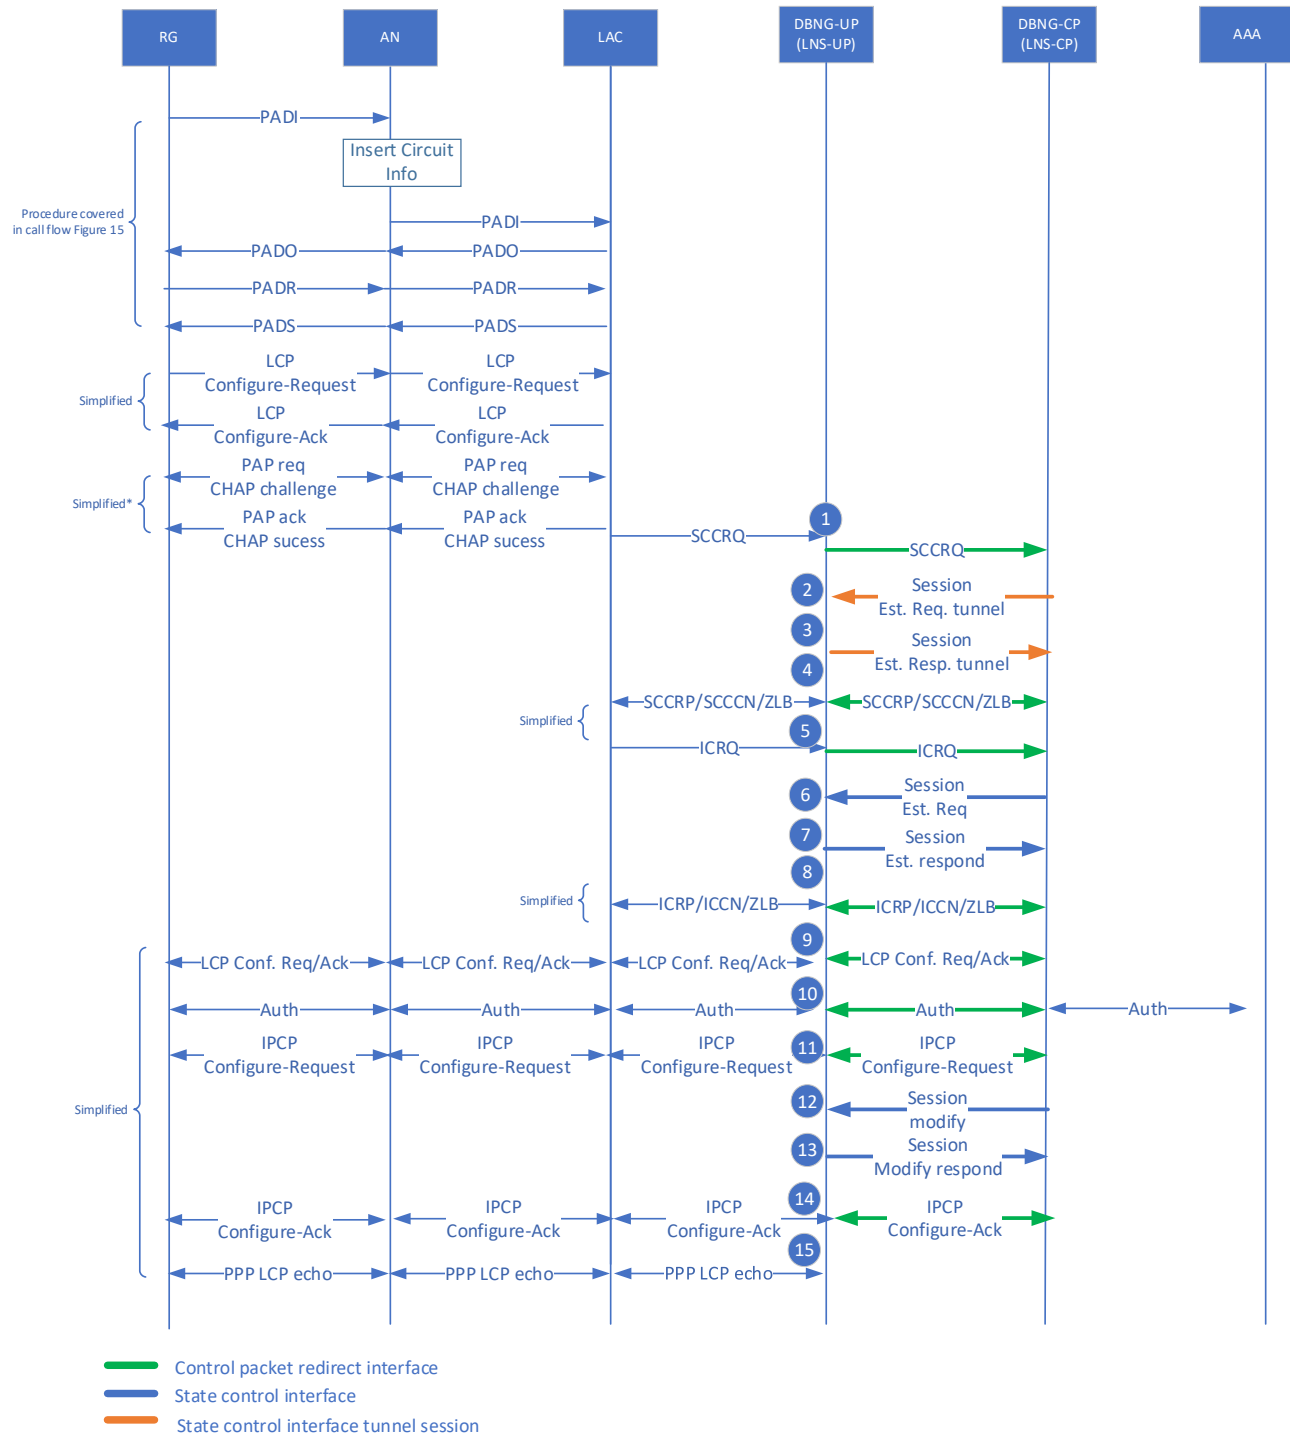 RG
AN
LAC
DBNG-UP
(LNS-UP)
DBNG-CP
(LNS-CP)
AAA
PADI
Insert Circuit
Info
Procedure covered
in call flow Figure 15
PADI
PADO
PADO
PADR
PADR
PADS
PADS
LCP
Configure-Request
LCP
Configure-Request
Simplified
LCP
Configure-Ack
LCP
Configure-Ack
PAP req
CHAP challenge
PAP req
CHAP challenge
Simplified*
PAP ack
CHAP sucess
PAP ack
CHAP sucess
SCCRQ
1
SCCRQ
2
Session
Est. Req. tunnel
3
Session
Est. Resp. tunnel
4
SCCRP/SCCCN/ZLB
SCCRP/SCCCN/ZLB
Simplified
5
ICRQ
ICRQ
6
Session
Est. Req
7
Session
Est. respond
8
Simplified
ICRP/ICCN/ZLB
ICRP/ICCN/ZLB
9
LCP Conf. Req/Ack
LCP Conf. Req/Ack
LCP Conf. Req/Ack
LCP Conf. Req/Ack
10
Auth
Auth
Auth
Auth
Auth
11
IPCP
Configure-Request
IPCP
Configure-Request
IPCP
Configure-Request
IPCP
Configure-Request
12
Session
modify
Simplified
13
Session
Modify respond
14
IPCP
Configure-Ack
IPCP
Configure-Ack
IPCP
Configure-Ack
IPCP
Configure-Ack
15
PPP LCP echo
PPP LCP echo
PPP LCP echo
Control packet redirect interface
State control interface
State control interface tunnel session